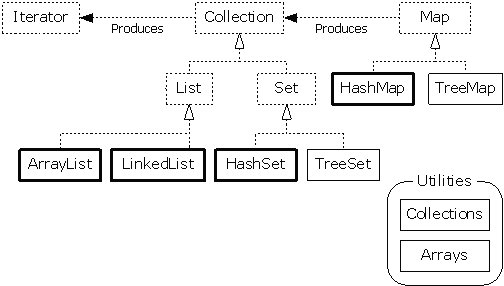 Iterator
Collection
Map
Produces
Produces
List
Set
HashMap
TreeMap
ArrayList
LinkedList
HashSet
TreeSet
Utilities
Collections
Arrays